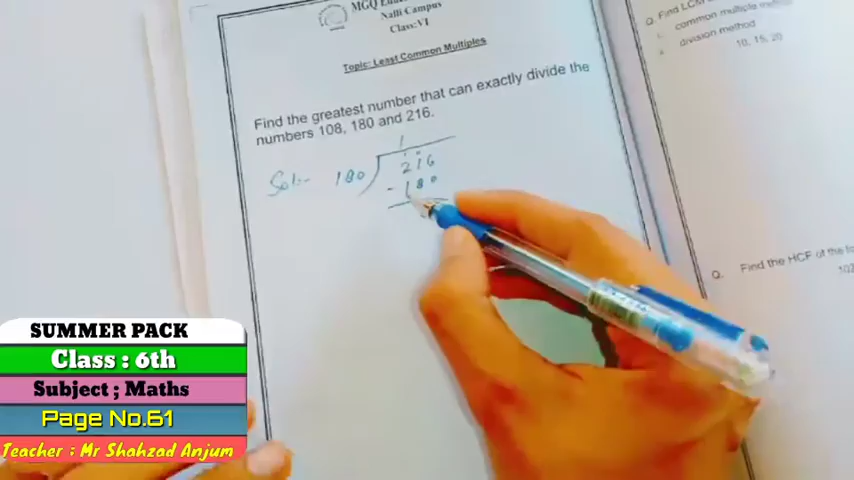 MGQ
Nalli Campus
Class:VI
Topic: Least Common Multiples
Find the greatest number that can exactly divide the
numbers 108, 180 and 216.
Sol:- 180 ) 216
1
- 180
Q. Find LCM
common multiple
division method
10, 15, 20
Q. Find the HCF of the
102
SUMMER PACK
Class : 6th
Subject ; Maths
Page No.61
Teacher ; Mr Shahzad Anjum